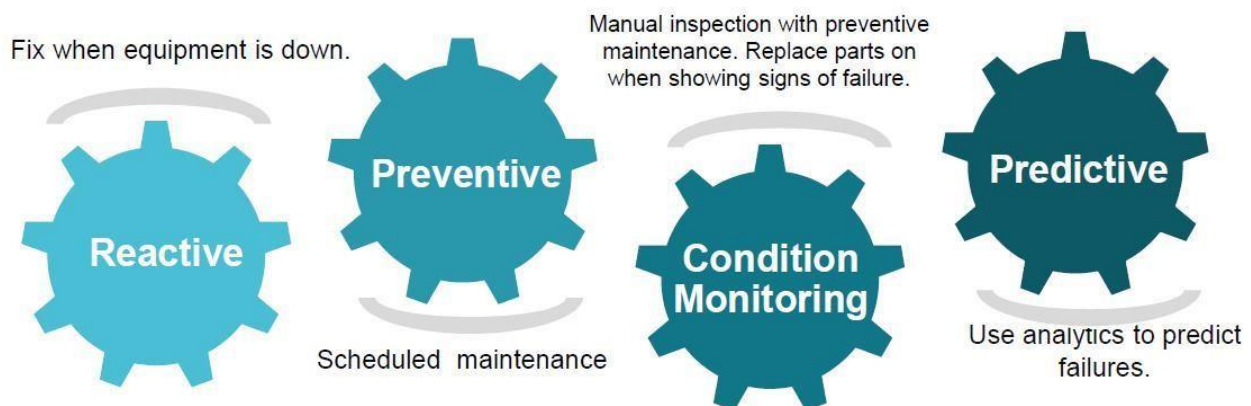 Fix when equipment is down.
Reactive
Preventive
Scheduled maintenance
Manual inspection with preventive
maintenance. Replace parts on
when showing signs of failure.
Condition
Monitoring
Predictive
Use analytics to predict
failures.